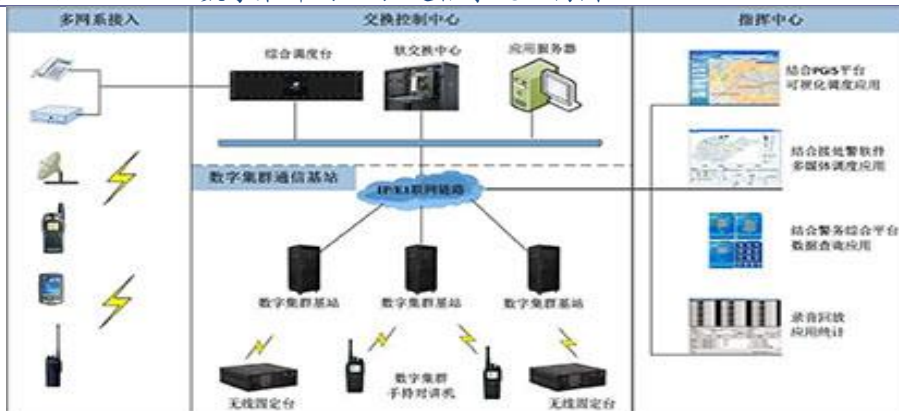 多网系接入
交换控制中心
指挥中心
综合调度台
软交换中心
应用服务器
结合PGIS平台
可视化调度应用
数字集群通信基站
IP/E1联网链路
结合接处警软件
多媒体调度应用
结合警务综合平台
数据查询应用
数字集群基站
数字集群基站
数字集群基站
录音回放
应用统计
数字集群
手持对讲机
无线固定台
无线固定台